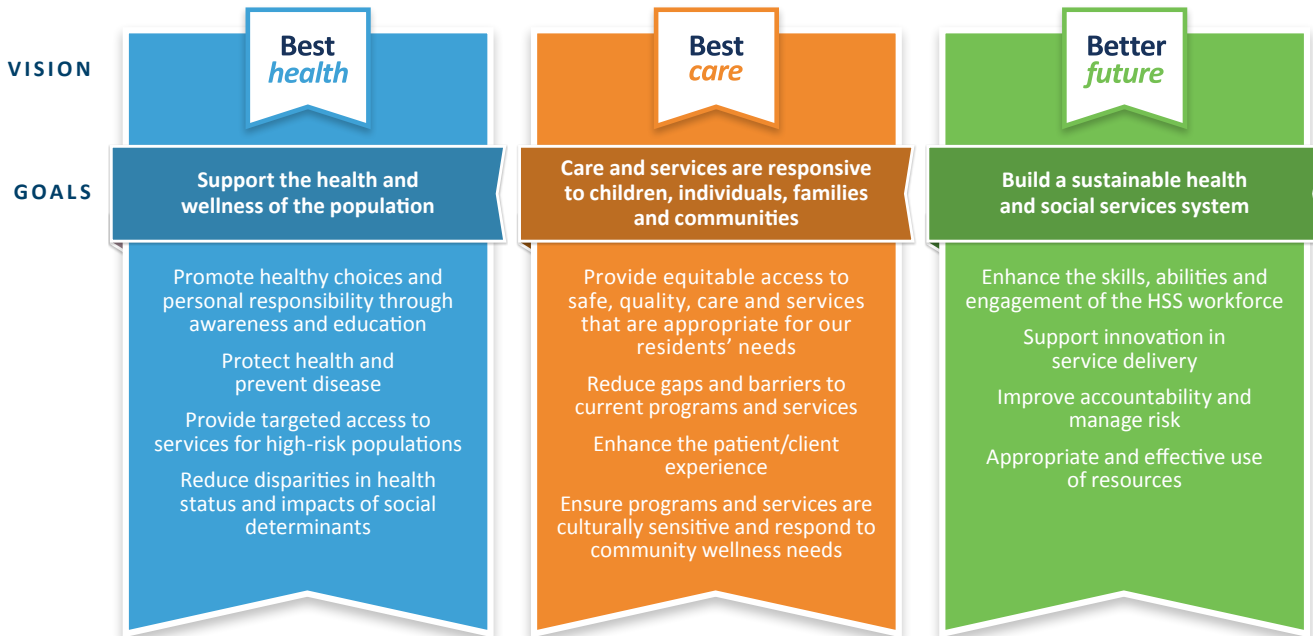 VISION
Best
health
Best
care
Better
future
GOALS
Support the health and
wellness of the population
Care and services are responsive
to children, individuals, families
and communities
Build a sustainable health
and social services system
Promote healthy choices and
personal responsibility through
awareness and education
Protect health and
prevent disease
Provide targeted access to
services for high-risk populations
Reduce disparities in health
status and impacts of social
determinants
Provide equitable access to
safe, quality, care and services
that are appropriate for our
residents’ needs
Reduce gaps and barriers to
current programs and services
Enhance the patient/client
experience
Ensure programs and services are
culturally sensitive and respond to
community wellness needs
Enhance the skills, abilities and
engagement of the HSS workforce
Support innovation in
service delivery
Improve accountability and
manage risk
Appropriate and effective use
of resources